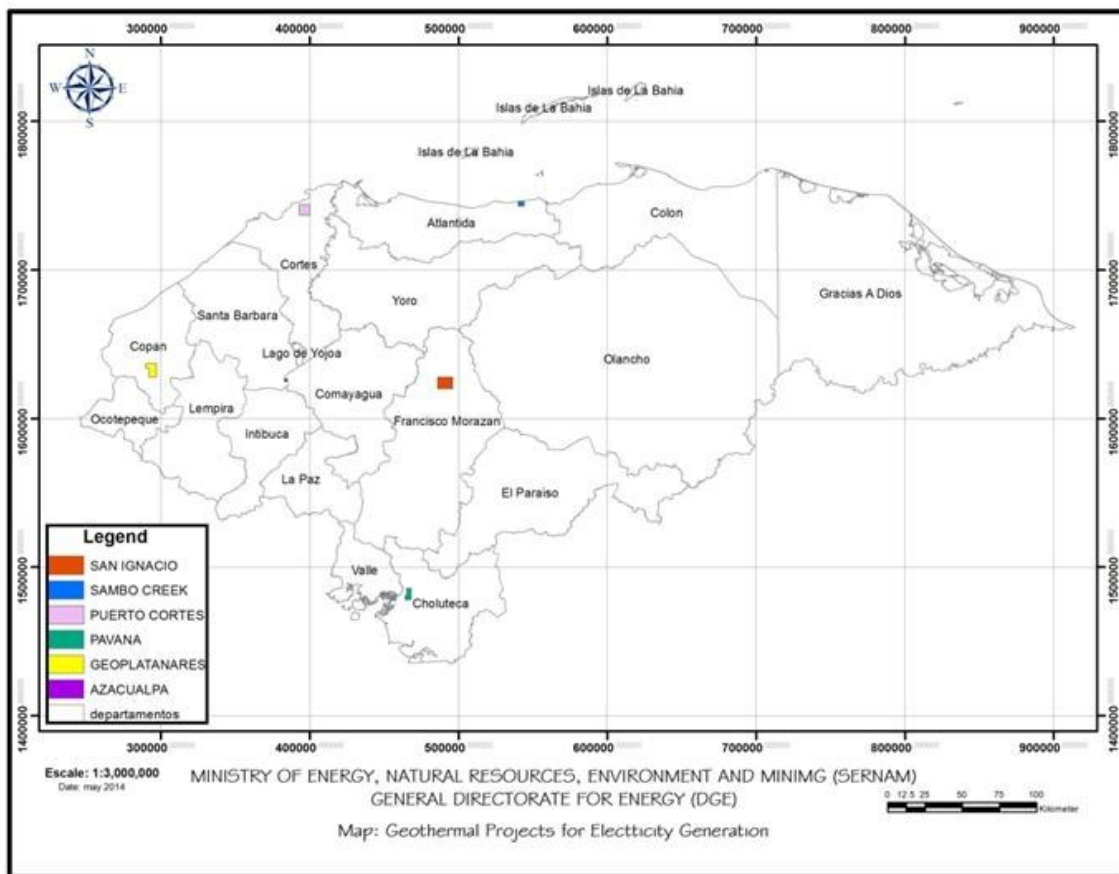 300000 400000 500000 600000 700000 800000 900000
N
W E
S
Islas de La Bahia
Islas de La Bahia
1800000 1800000
Islas de La Bahia
Atlantida
Colon
Cortes
1700000 1700000
Gracias A Dios
Yoro
Santa Barbara
Copan
Lago de Yojoa
Olancho
Comayagua
Lempira
Ocotepeque
Francisco Morazan
1600000 1600000
Intibuca
La Paz
El Paraiso
Legend
SAN IGNACIO
SAMBO CREEK
PUERTO CORTES
PAVANA
GEOPLATANARES
AZACUALPA
departamentos
Valle
1500000 1500000
Choluteca
1400000 1400000
300000 400000 500000 600000 700000 800000 900000
Escale: 1:3,000,000
Date: may 2014
MINISTRY OF ENERGY, NATURAL RESOURCES, ENVIRONMENT AND MINIMG (SERNAM)
GENERAL DIRECTORATE FOR ENERGY (DGE)
Map: Geothermal Projects for Electticity Generation
0 12.5 25 50 75 100
Kilometer